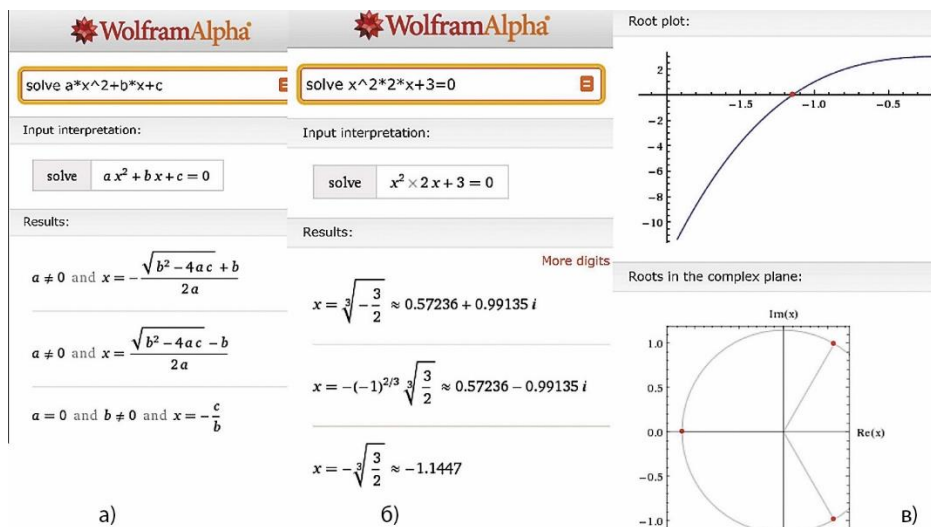 WolframAlpha
solve a*x^2+b*x+c
Input interpretation:
solve a x² + b x + c = 0
Results:
a ≠ 0 and x = -(√(b² - 4 a c) + b)/(2 a)
a ≠ 0 and x = (√(b² - 4 a c) - b)/(2 a)
a = 0 and b ≠ 0 and x = -c/b
а)
WolframAlpha
solve x^2*2*x+3=0
Input interpretation:
solve x² × 2 x + 3 = 0
Results:
More digits
x = ∛(-3/2) ≈ 0.57236 + 0.99135 i
x = -(-1)^(2/3) ∛(3/2) ≈ 0.57236 - 0.99135 i
x = -∛(3/2) ≈ -1.1447
б)
Root plot:
2
-1.5 -1.0 -0.5
-2
-4
-6
-8
-10
Roots in the complex plane:
Im(x)
1.0
0.5
0.0
Re(x)
-0.5
-1.0
в)